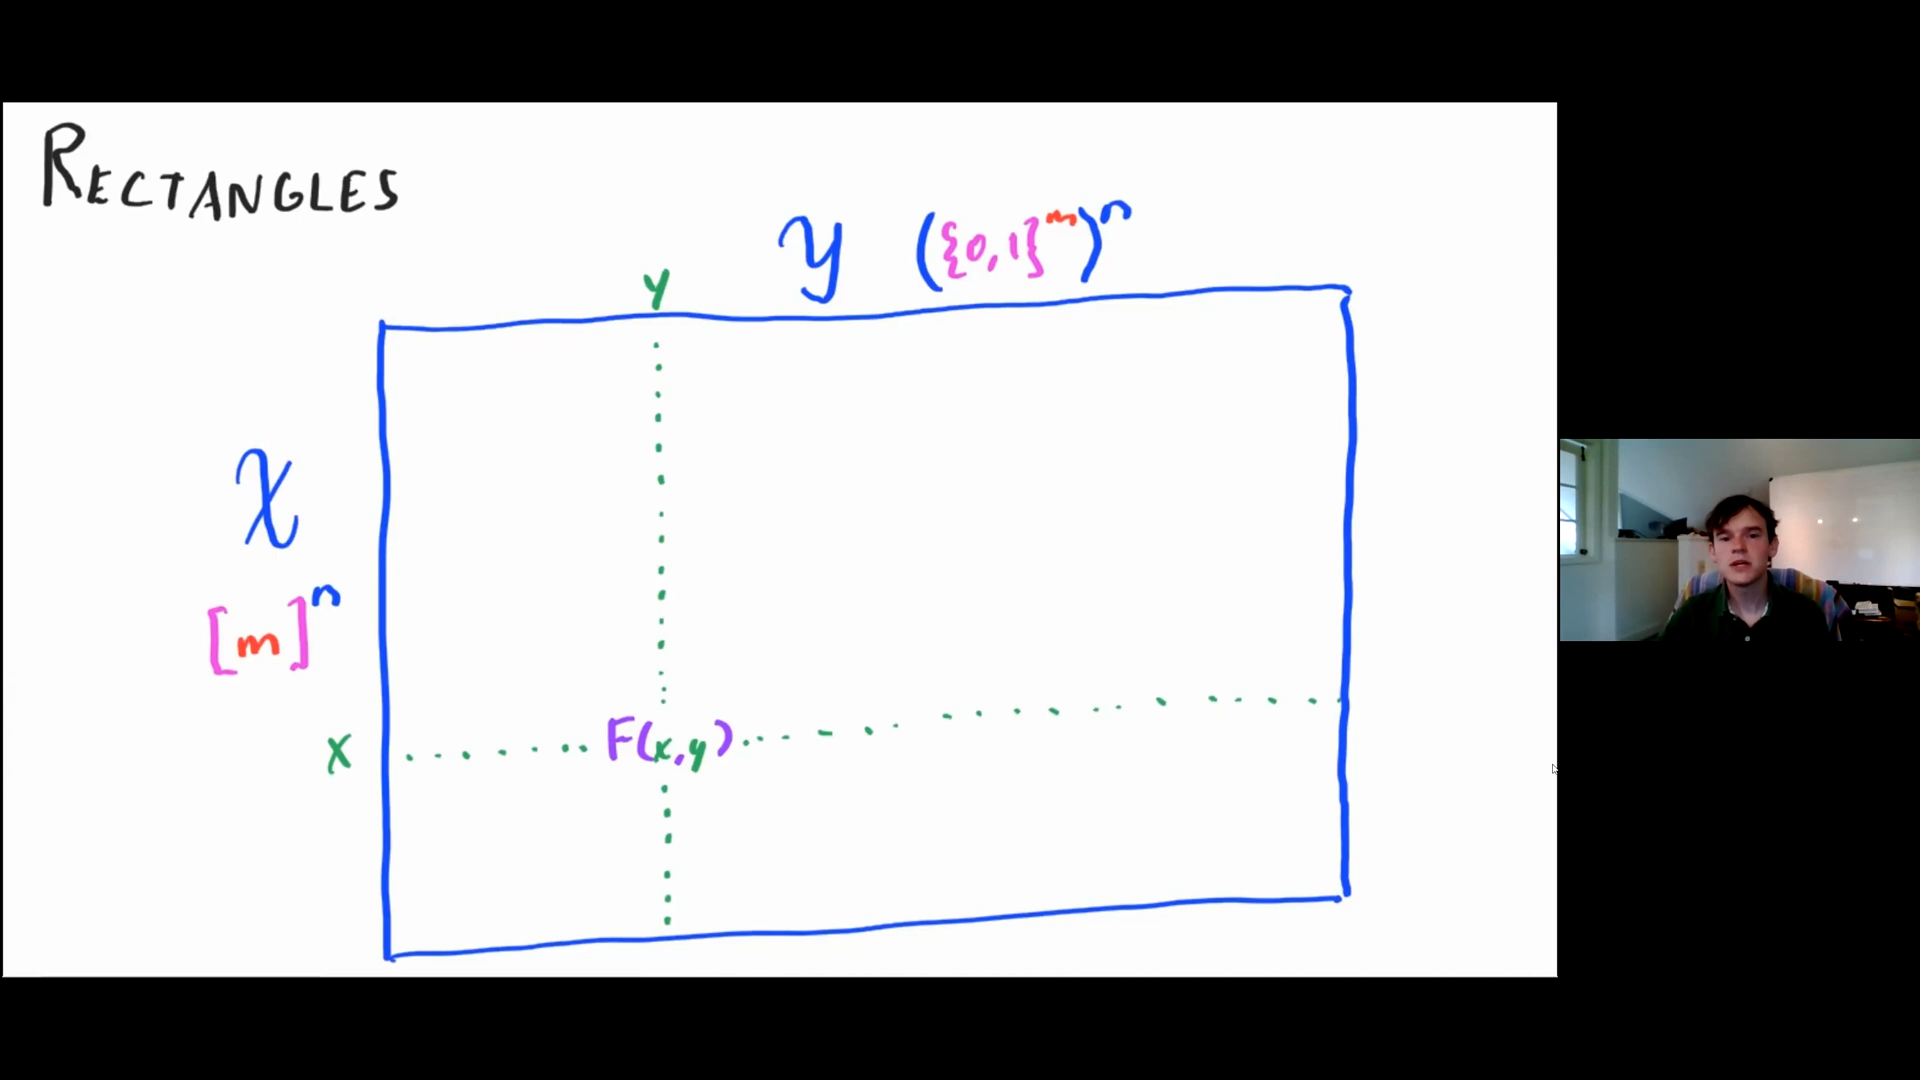 RECTANGLES
𝒴 ({0,1}^m)^n
y
𝒳
[m]^n
x
F(x,y)